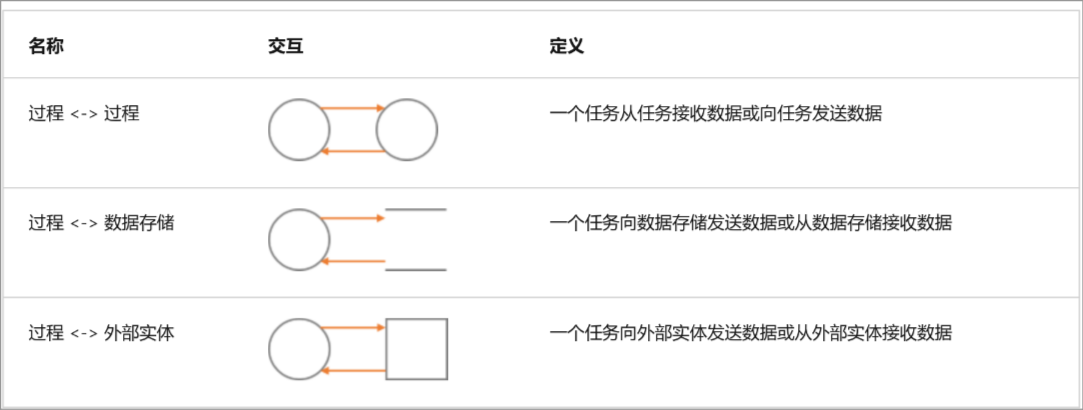 名称 交互 定义
过程 <-> 过程 一个任务从任务接收数据或向任务发送数据
过程 <-> 数据存储 一个任务向数据存储发送数据或从数据存储接收数据
过程 <-> 外部实体 一个任务向外部实体发送数据或从外部实体接收数据